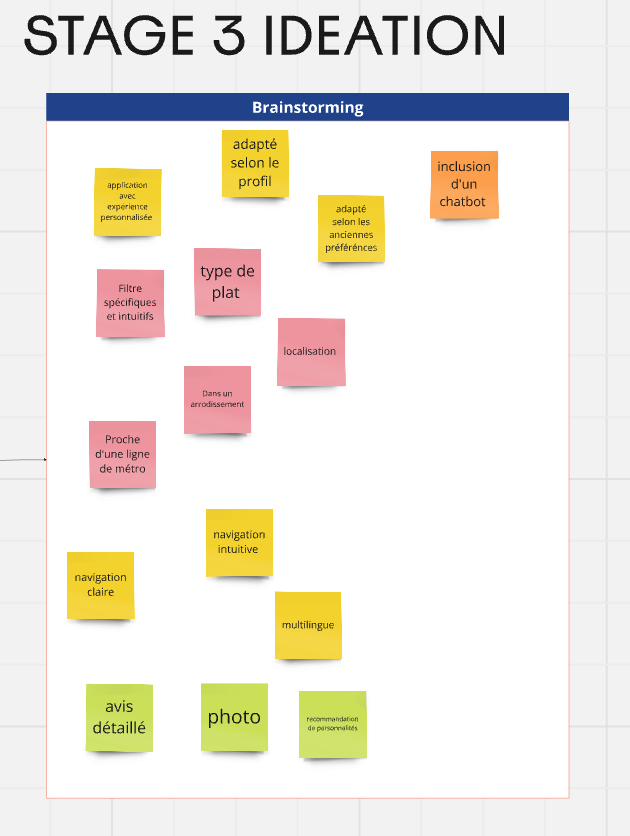 STAGE 3 IDEATION
Brainstorming
adapté
selon le
profil
inclusion
d'un
chatbot
application
avec
experience
personnalisée
adapté
selon les
anciennes
préférénces
type de
plat
Filtre
spécifiques
et intuitifs
localisation
Dans un
arrodissement
Proche
d'une ligne
de métro
navigation
intuitive
navigation
claire
multilingue
avis
détaillé
photo
recommandation
de personnalités